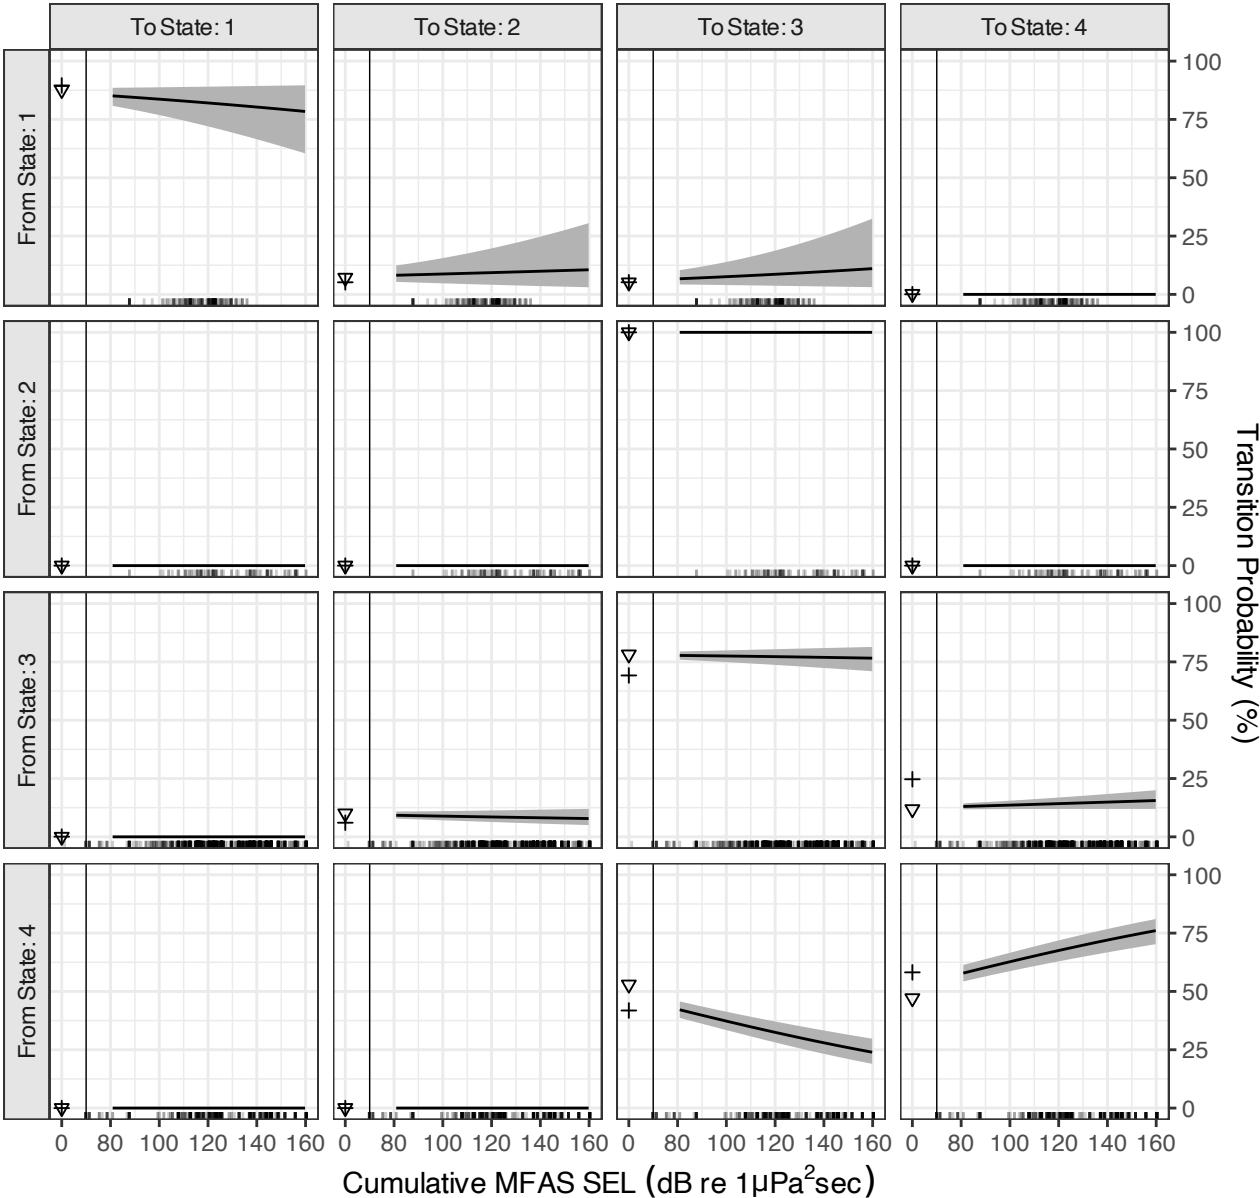 To State: 1
To State: 2
To State: 3
To State: 4
From State: 1
100
75
50
25
0
From State: 2
100
75
50
25
0
From State: 3
100
75
50
25
0
From State: 4
100
75
50
25
0
Transition Probability (%)
0 80 100 120 140 160
0 80 100 120 140 160
0 80 100 120 140 160
0 80 100 120 140 160
Cumulative MFAS SEL (dB re 1μPa²sec)